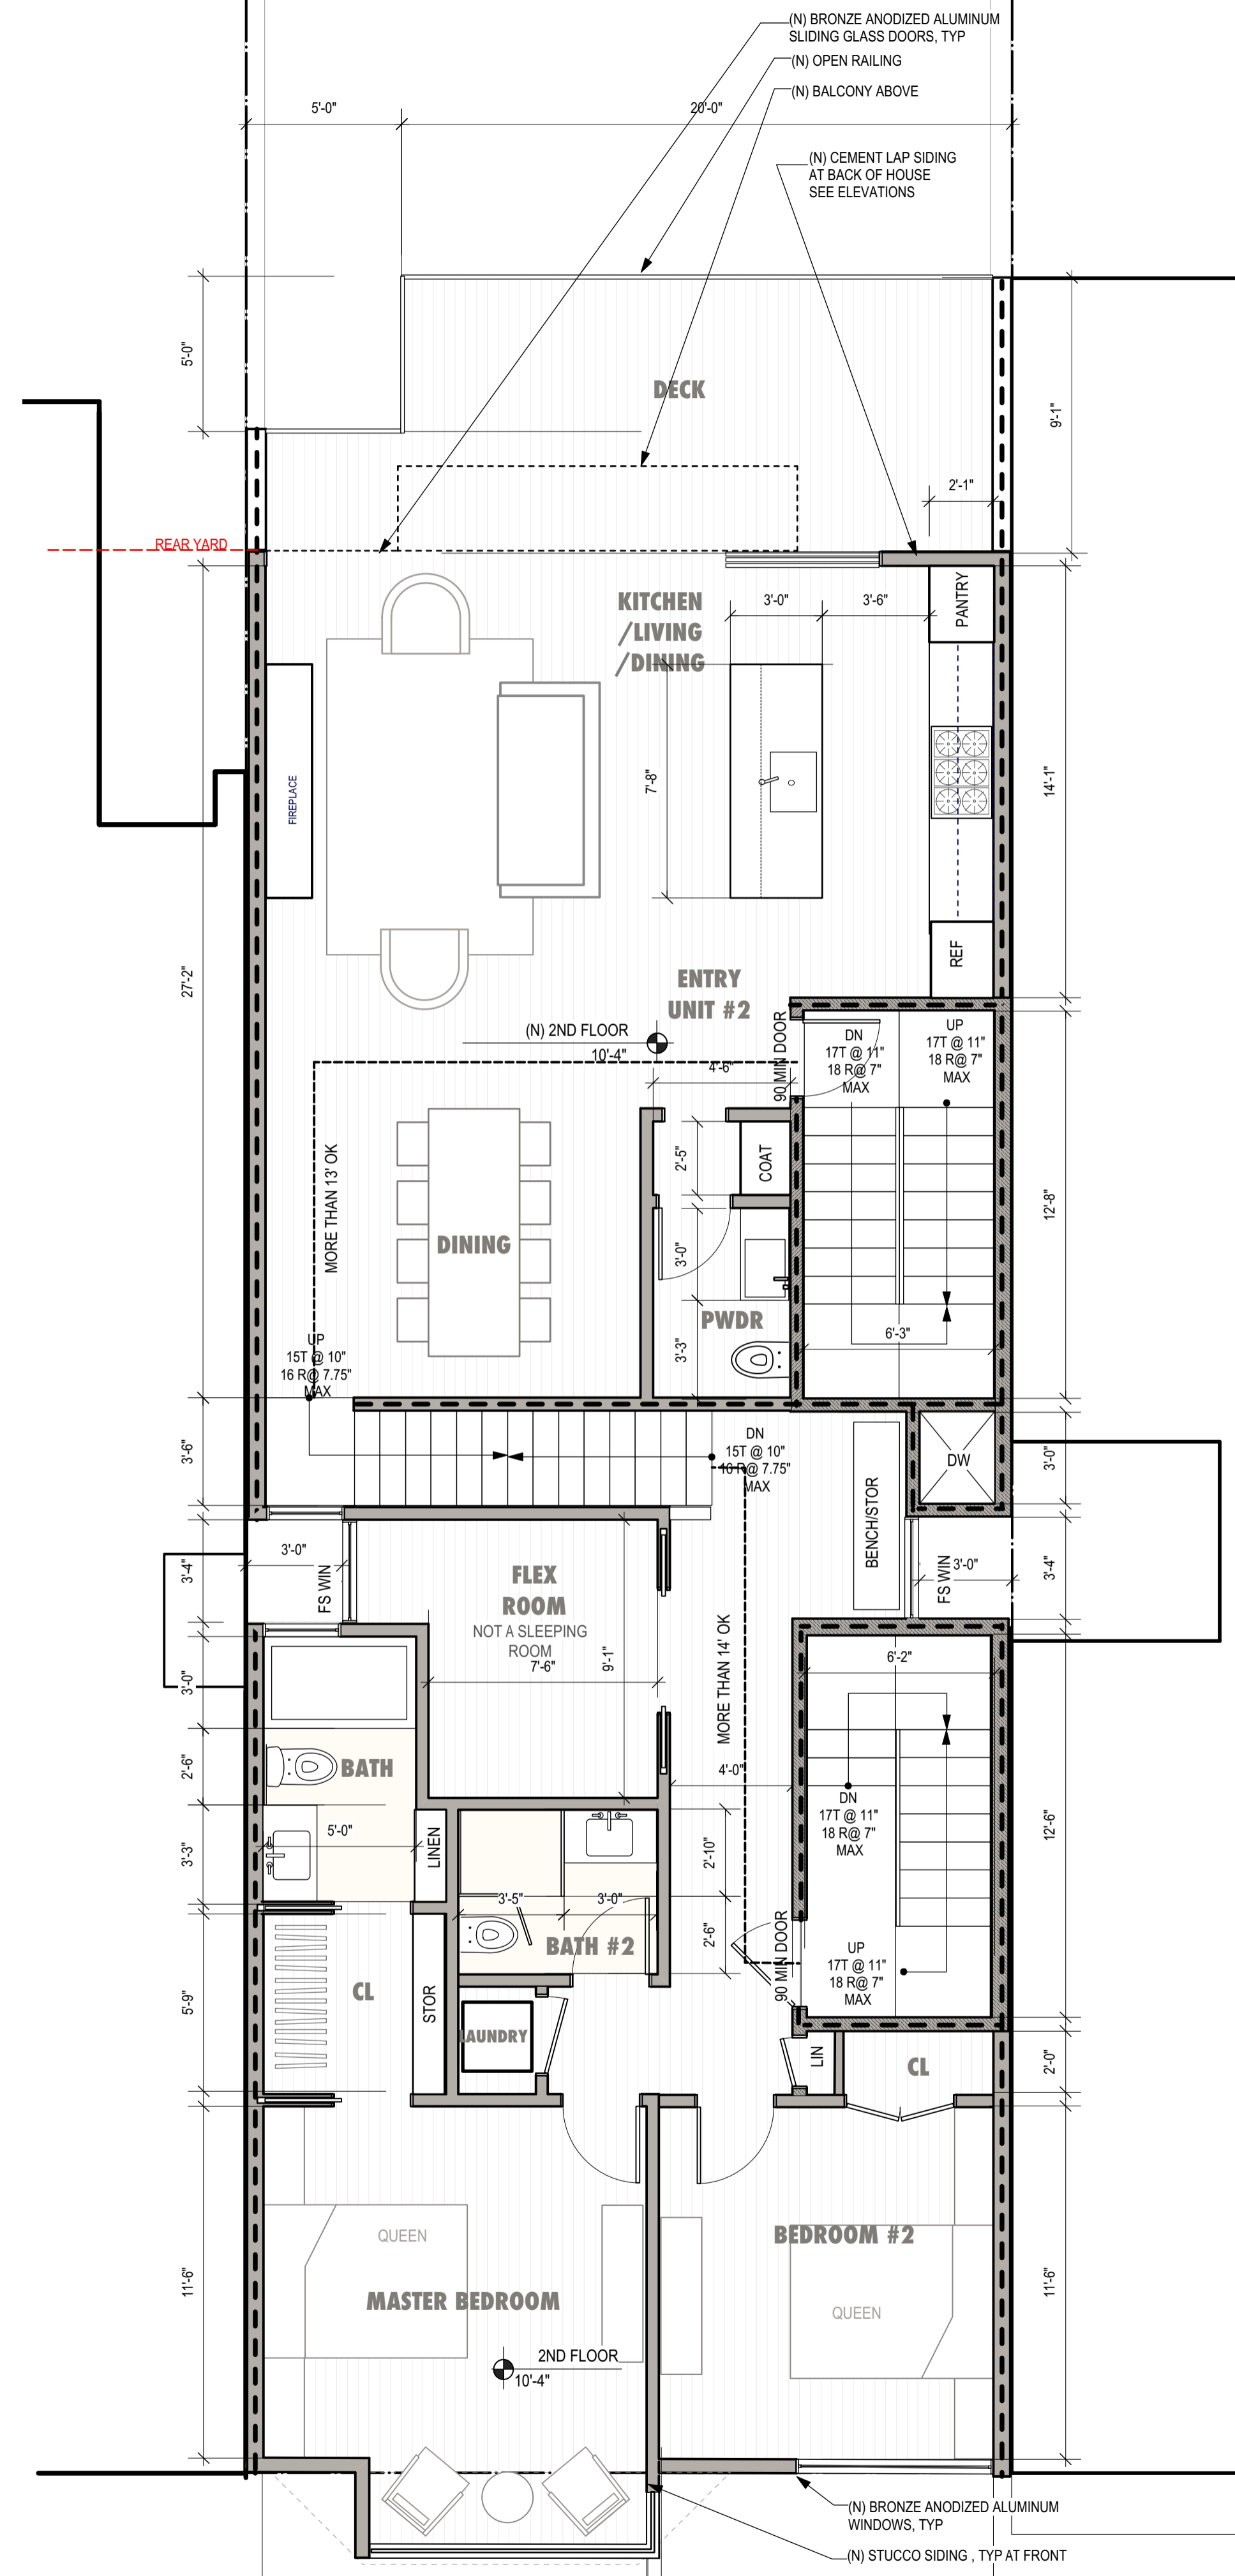 (N) BRONZE ANODIZED ALUMINUM
SLIDING GLASS DOORS, TYP
(N) OPEN RAILING
(N) BALCONY ABOVE
5'-0"
20'-0"
(N) CEMENT LAP SIDING
AT BACK OF HOUSE
SEE ELEVATIONS
5'-0"
DECK
9'-1"
2'-1"
REAR YARD
KITCHEN
/LIVING
/DINING
3'-0"
3'-6"
PANTRY
FIREPLACE
7'-8"
14'-1"
27'-2"
REF
ENTRY
UNIT #2
(N) 2ND FLOOR
10'-4"
4'-6"
90 MIN DOOR
DN
17T @ 11"
18 R@ 7"
MAX
UP
17T @ 11"
18 R@ 7"
MAX
MORE THAN 13' OK
2'-5"
COAT
12'-8"
DINING
3'-0"
PWDR
3'-3"
6'-3"
UP
15T @ 10"
16 R@ 7.75"
MAX
3'-6"
DN
15T @ 10"
16 R@ 7.75"
MAX
DW
3'-0"
BENCH/STOR
3'-0"
3'-4"
FS WIN
FLEX
ROOM
NOT A SLEEPING
ROOM
7'-6"
9'-1"
FS WIN
3'-0"
3'-4"
MORE THAN 14' OK
6'-2"
3'-0"
2'-6"
BATH
4'-0"
DN
17T @ 11"
18 R@ 7"
MAX
12'-6"
3'-3"
5'-0"
LINEN
2'-10"
3'-5"
3'-0"
BATH #2
2'-6"
90 MIN DOOR
UP
17T @ 11"
18 R@ 7"
MAX
5'-9"
CL
STOR
LAUNDRY
LIN
CL
2'-0"
11'-6"
QUEEN
MASTER BEDROOM
BEDROOM #2
QUEEN
11'-6"
2ND FLOOR
10'-4"
(N) BRONZE ANODIZED ALUMINUM
WINDOWS, TYP
(N) STUCCO SIDING , TYP AT FRONT